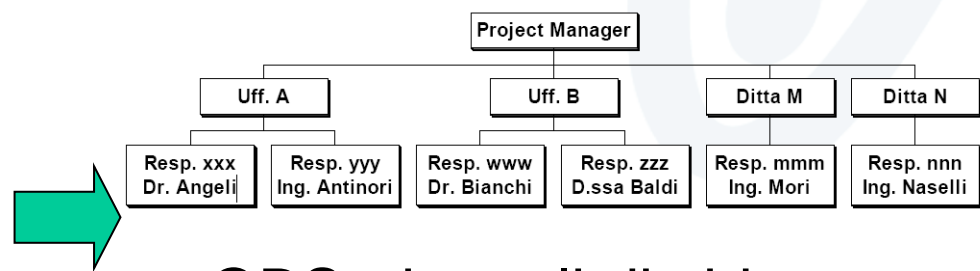 Project Manager
Uff. A
Uff. B
Ditta M
Ditta N
Resp. xxx
Dr. Angeli
Resp. yyy
Ing. Antinori
Resp. www
Dr. Bianchi
Resp. zzz
D.ssa Baldi
Resp. mmm
Ing. Mori
Resp. nnn
Ing. Naselli